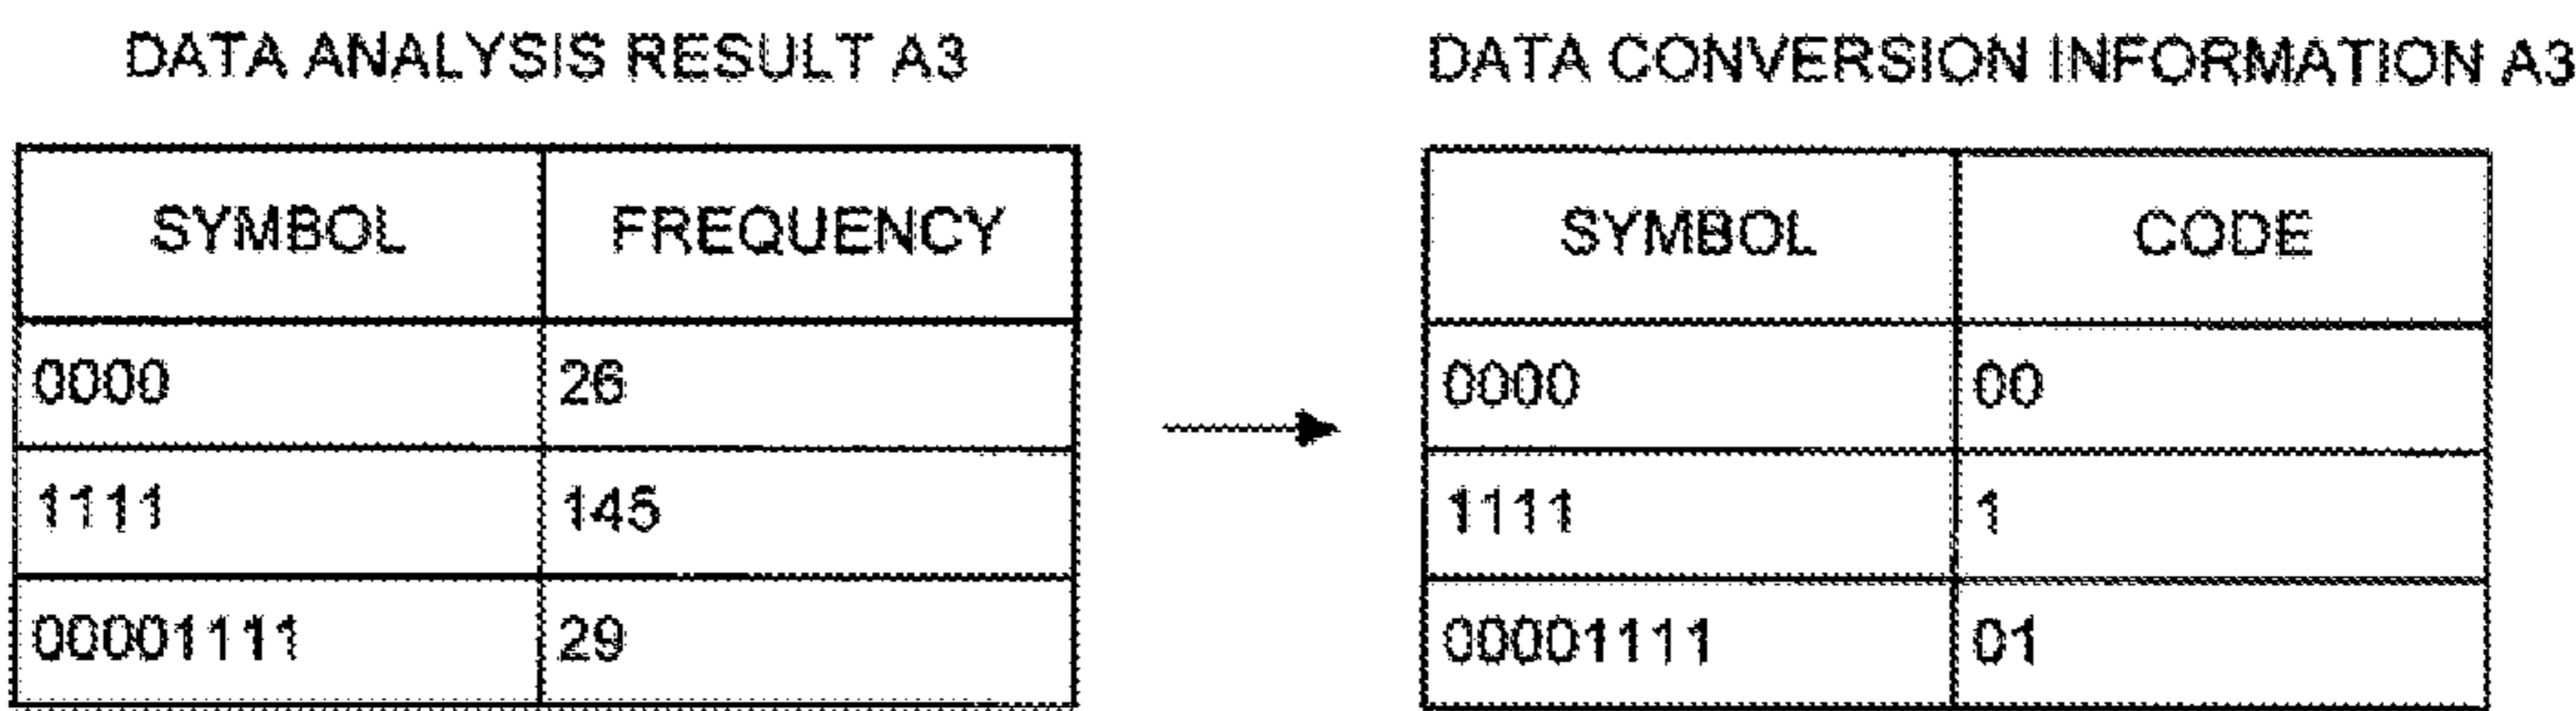 DATA ANALYSIS RESULT A3
SYMBOL FREQUENCY
0000 26
1111 145
00001111 29
DATA CONVERSION INFORMATION A3
SYMBOL CODE
0000 00
1111 1
00001111 01